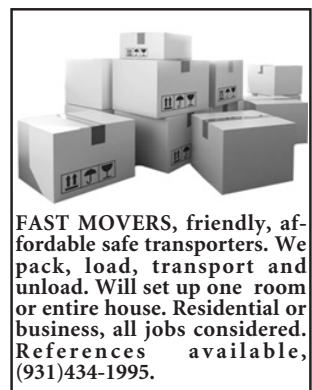 FAST MOVERS, friendly, af-
fordable safe transporters. We
pack, load, transport and
unload. Will set up one room
or entire house. Residential or
business, all jobs considered.
References available,
(931)434-1995.